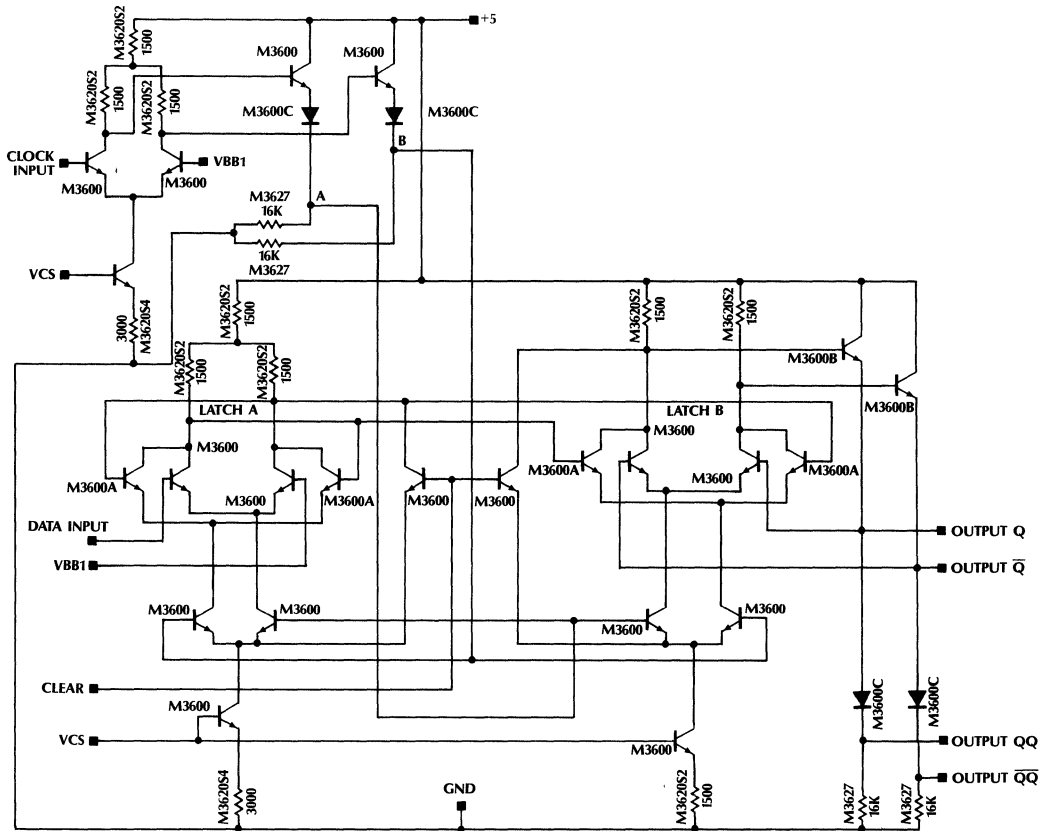 +5
M3620S2
1500
M3600
M3600
M3620S2
1500
M3620S2
1500
M3600C
M3600C
B
CLOCK
INPUT
VBB1
M3600
M3600
M3627
16K
A
16K
M3627
VCS
3000
M3620S4
M3620S2
1500
M3620S2
1500
M3620S2
1500
M3620S2
1500
M3620S2
1500
M3600B
M3600B
LATCH A
LATCH B
M3600
M3600
M3600A
M3600
M3600A
M3600
M3600
M3600A
M3600
M3600A
DATA INPUT
OUTPUT Q
VBB1
OUTPUT Q̅
M3600
M3600
M3600
M3600
CLEAR
M3600
M3600C
M3600C
VCS
M3600
OUTPUT QQ
OUTPUT Q̅Q̅
M3620S4
3000
GND
M3620S2
1500
M3627
16K
M3627
16K